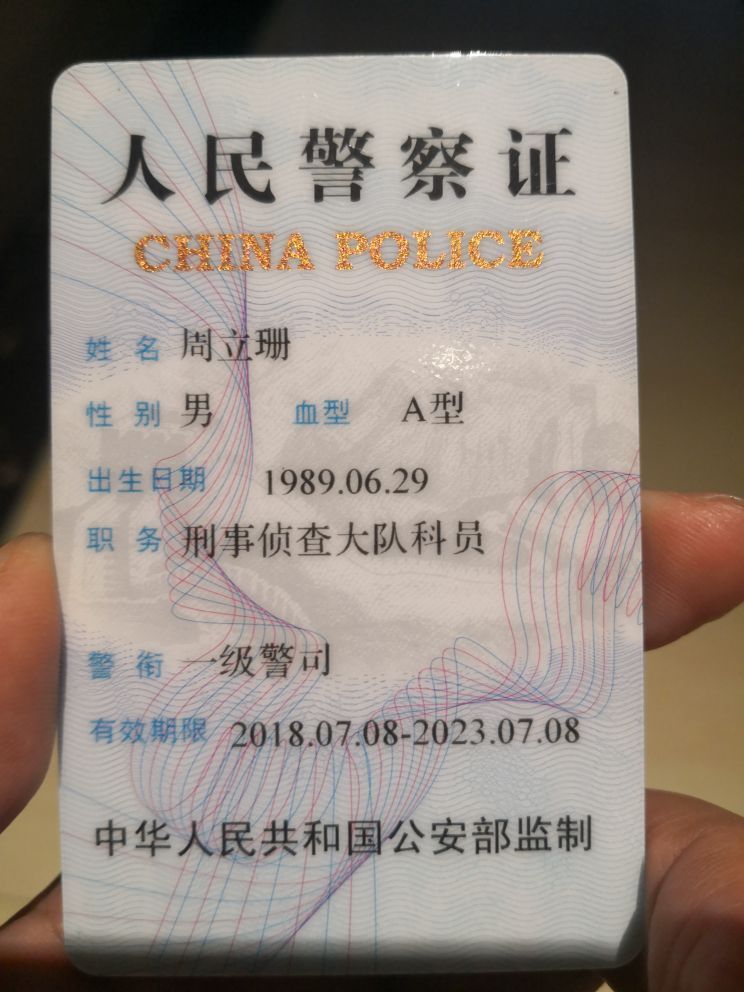 人民警察证
CHINA POLICE
姓 名 周立珊
性 别 男 血型 A型
出生日期 1989.06.29
职 务 刑事侦查大队科员
警 衔 一级警司
有效期限 2018.07.08-2023.07.08
中华人民共和国公安部监制